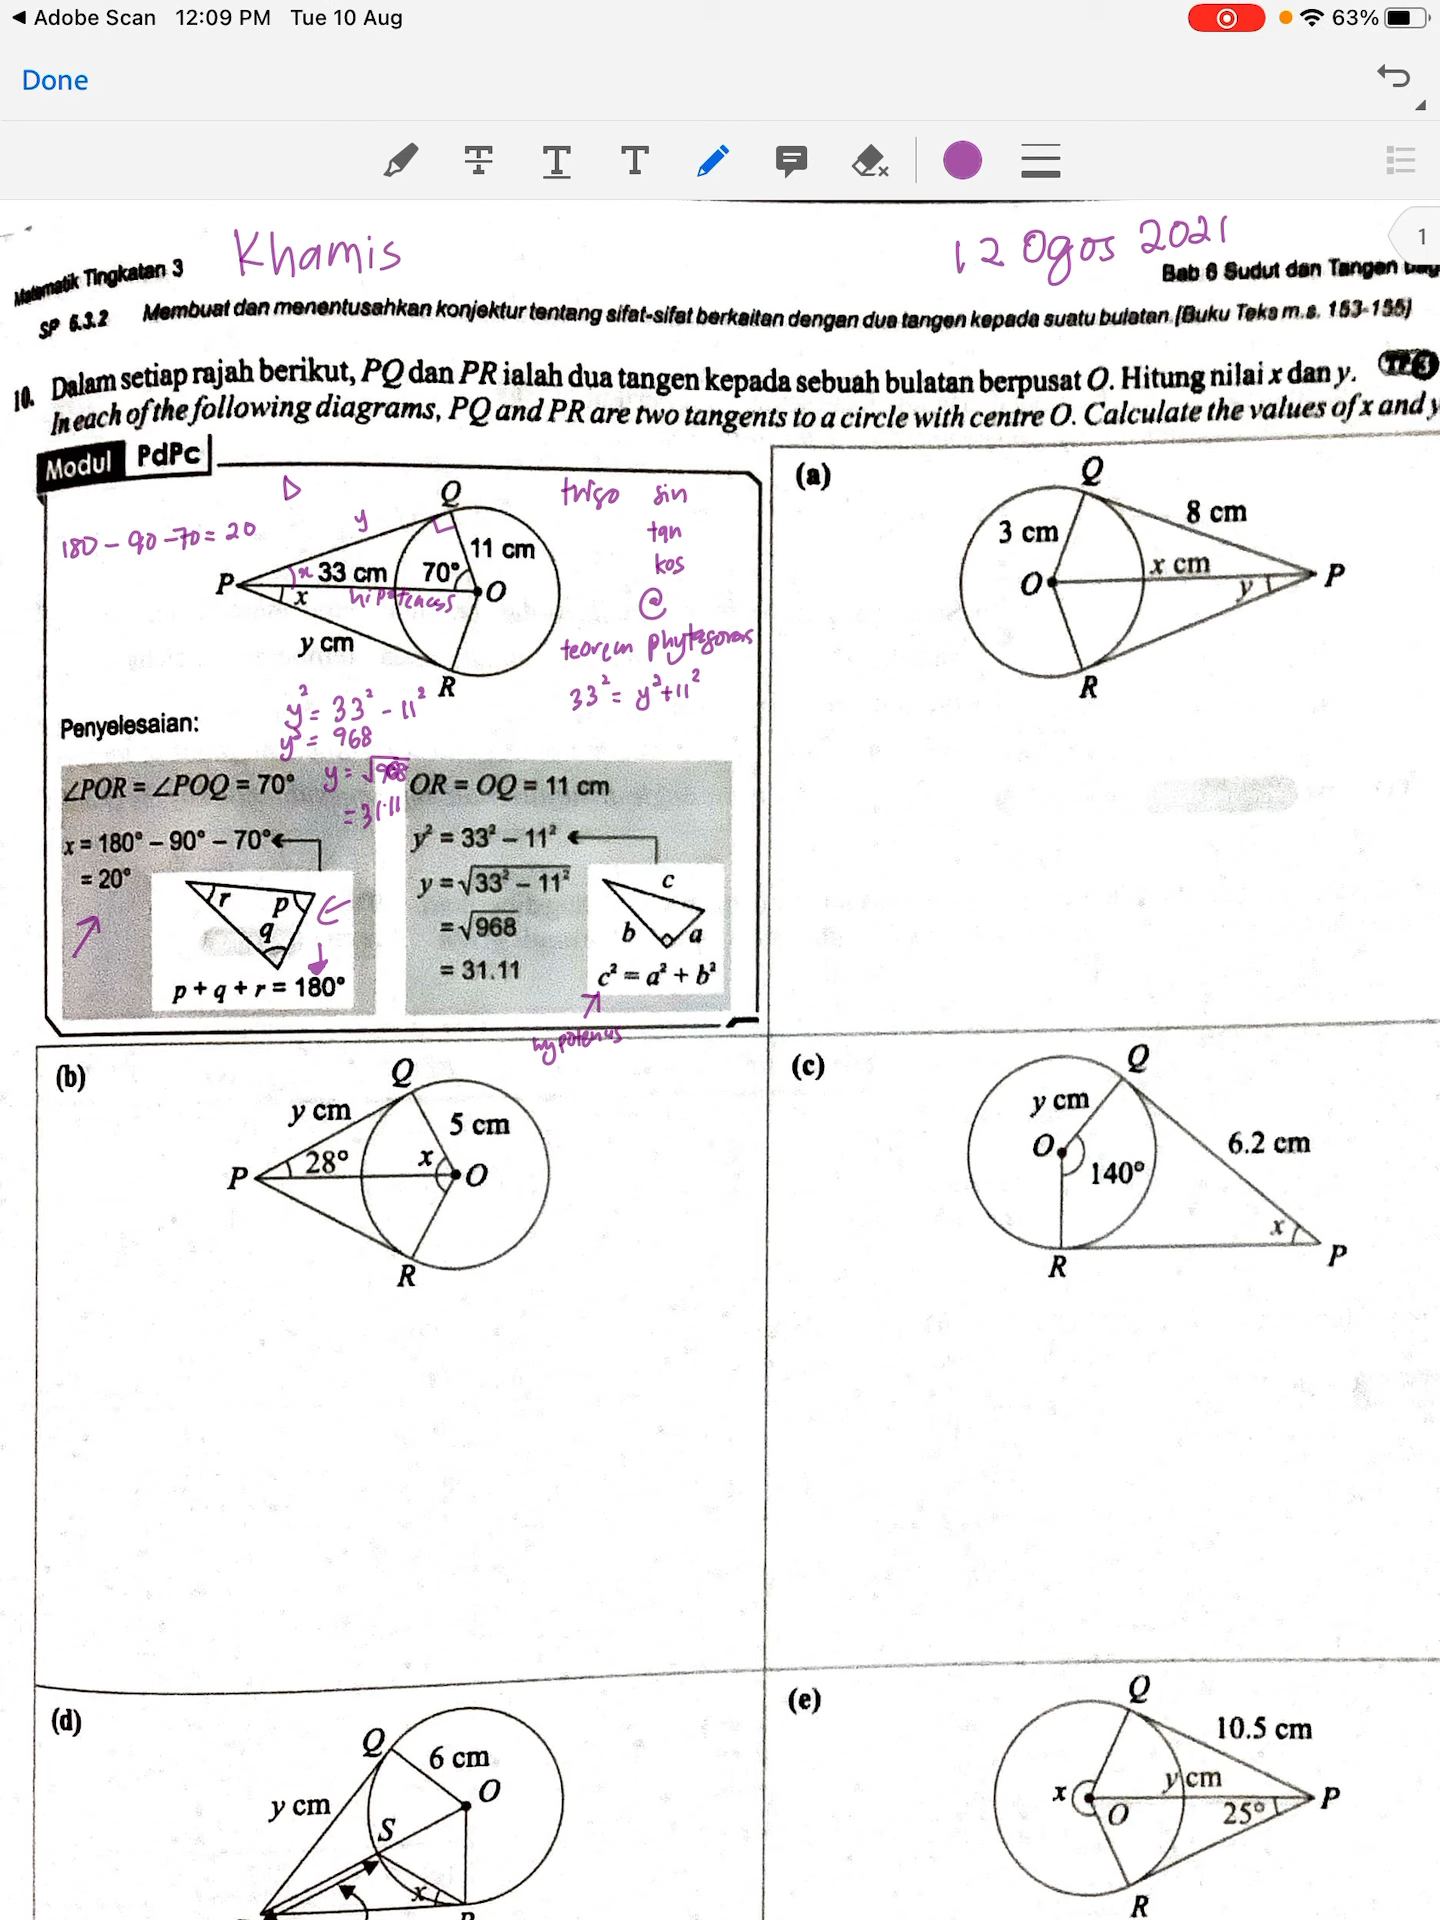 ◀ Adobe Scan 12:09 PM Tue 10 Aug 63%
Done
T T T
1
Khamis
12 Ogos 2021
Matematik Tingkatan 3
Bab 6 Sudut dan Tangen
SP 6.3.2 Membuat dan menentusahkan konjektur tentang sifat-sifat berkaitan dengan dua tangen kepada suatu bulatan. (Buku Teks m.s. 153-155)
10. Dalam setiap rajah berikut, PQ dan PR ialah dua tangen kepada sebuah bulatan berpusat O. Hitung nilai x dan y. TP3
In each of the following diagrams, PQ and PR are two tangents to a circle with centre O. Calculate the values of x and y
Modul PdPc
180 - 90 - 70 = 20
y
Q
11 cm
P
x 33 cm 70°
x
O
y cm
R
trigo sin
tan
kos
@
teorem phytagoras
33² = y² + 11²
y² = 33² - 11²
y² = 968
y = √968
= 31.11
Penyelesaian:
∠POR = ∠POQ = 70°
x = 180° – 90° – 70°
= 20°
r p
q
p + q + r = 180°
OR = OQ = 11 cm
y² = 33² – 11²
y = √33² – 11²
= √968
= 31.11
c
b a
c² = a² + b²
hypotenus
(a)
Q
3 cm
8 cm
O
x cm
y
P
R
(b)
Q
y cm
5 cm
P
28°
x
O
R
(c)
Q
y cm
O
6.2 cm
140°
x
R
P
(d)
Q
6 cm
O
y cm
S
x
(e)
Q
10.5 cm
x
O
y cm
25°
P
R